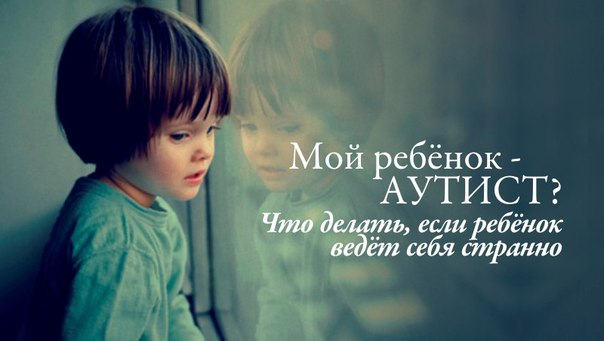 Мой ребёнок -
АУТИСТ?
Что делать, если ребёнок
ведёт себя странно